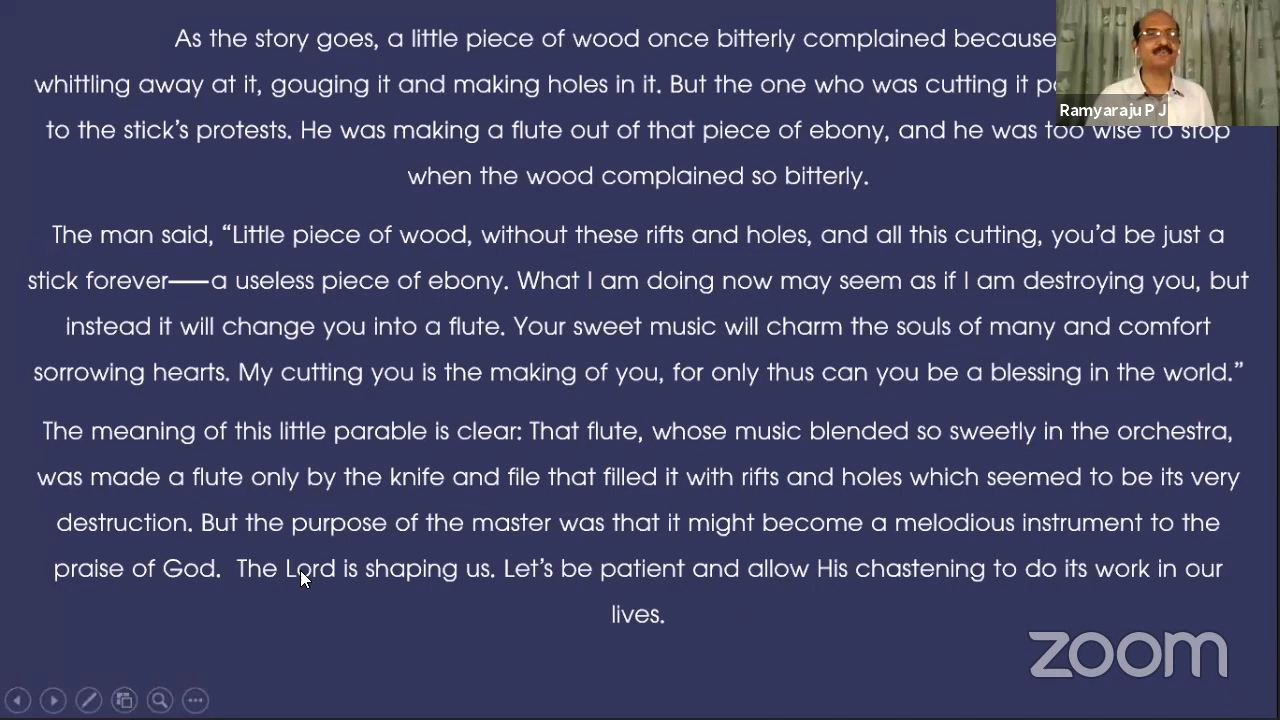 As the story goes, a little piece of wood once bitterly complained because
whittling away at it, gouging it and making holes in it. But the one who was cutting it
to the stick's protests. He was making a flute out of that piece of ebony, and he was too wise to stop
when the wood complained so bitterly.
The man said, “Little piece of wood, without these rifts and holes, and all this cutting, you'd be just a
stick forever——a useless piece of ebony. What I am doing now may seem as if I am destroying you, but
instead it will change you into a flute. Your sweet music will charm the souls of many and comfort
sorrowing hearts. My cutting you is the making of you, for only thus can you be a blessing in the world.”
The meaning of this little parable is clear: That flute, whose music blended so sweetly in the orchestra,
was made a flute only by the knife and file that filled it with rifts and holes which seemed to be its very
destruction. But the purpose of the master was that it might become a melodious instrument to the
praise of God. The Lord is shaping us. Let's be patient and allow His chastening to do its work in our
lives.
Ramyaraju P J
zoom